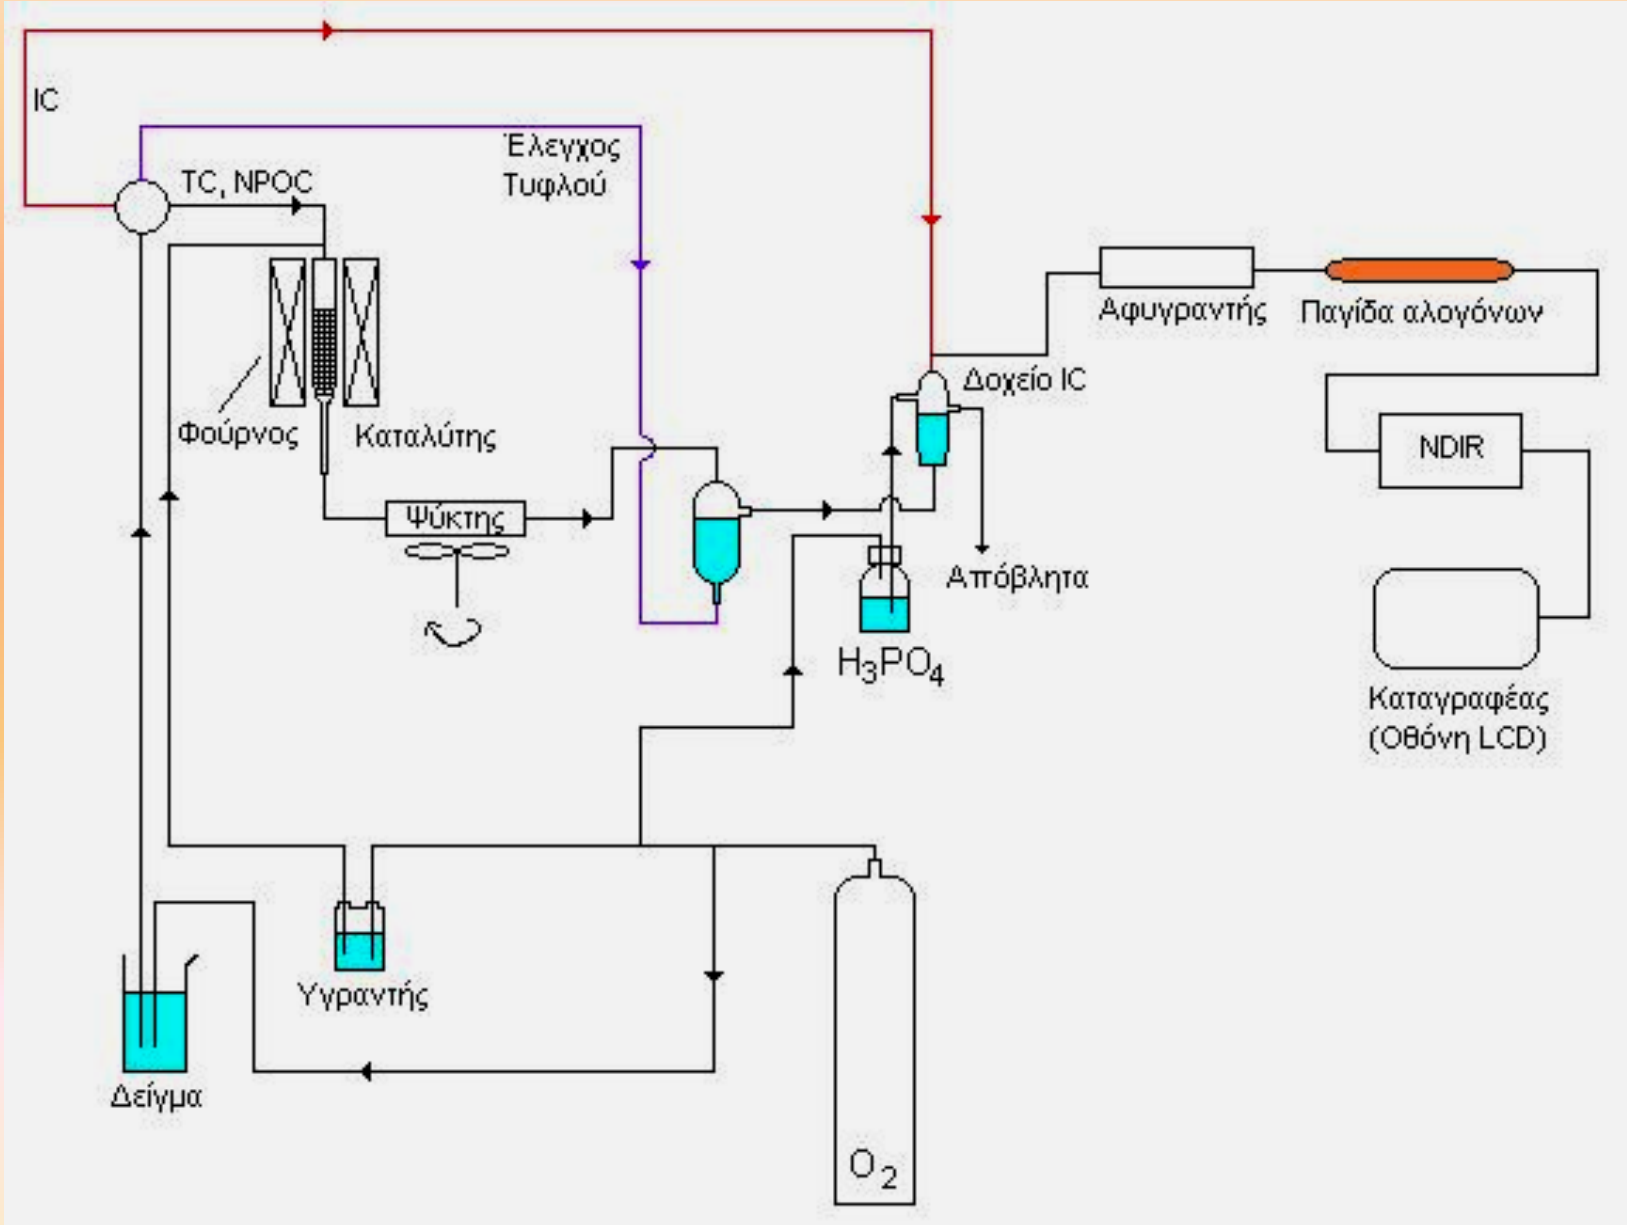 IC
Έλεγχος
Τυφλού
TC, NPOC
Αφυγραντής
Παγίδα αλογόνων
Δοχείο IC
Φούρνος
Καταλύτης
NDIR
Ψύκτης
Απόβλητα
H3PO4
Καταγραφέας
(Οθόνη LCD)
Υγραντής
Δείγμα
O2